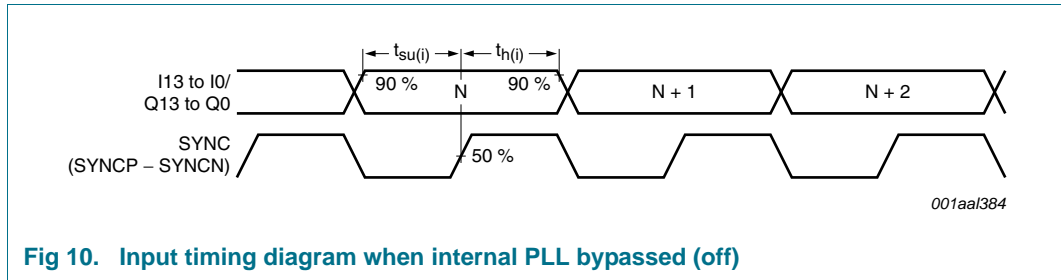 t_su(i) t_h(i)
I13 to I0/
Q13 to Q0
90 % N 90 % N + 1 N + 2
SYNC
(SYNCP − SYNCN)
50 %
001aal384
Fig 10. Input timing diagram when internal PLL bypassed (off)